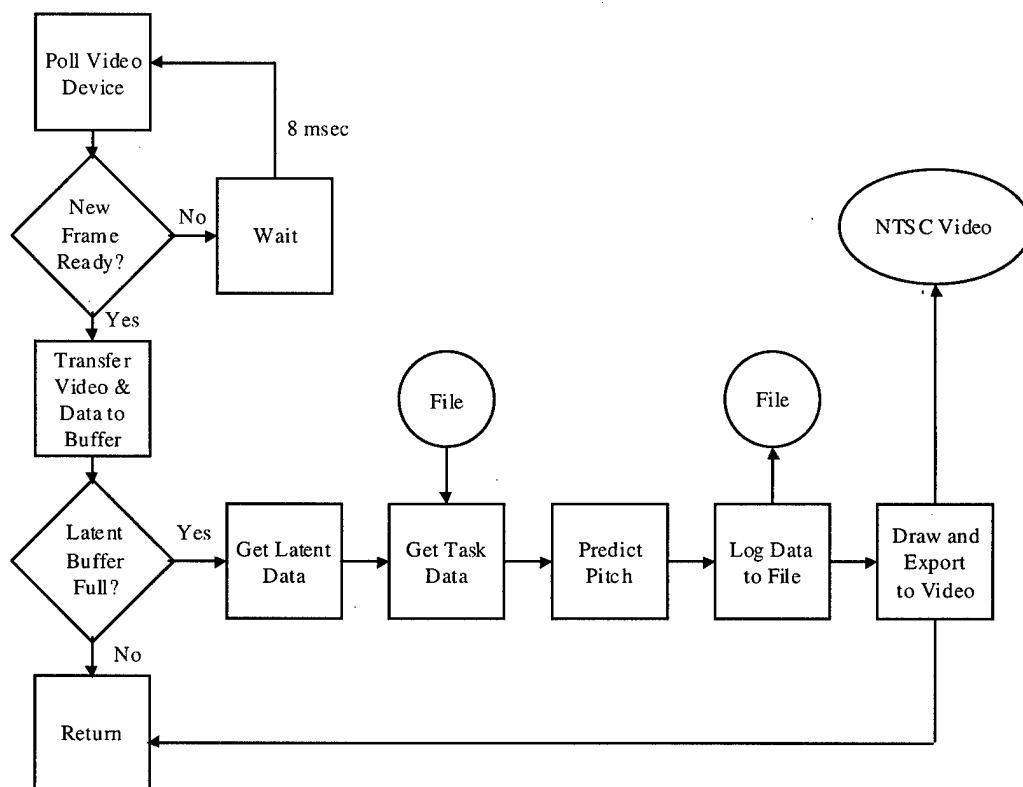 Poll Video
Device
8 msec
New
Frame
Ready?
No
Wait
NTSC Video
Yes
Transfer
Video &
Data to
Buffer
File
File
Latent
Buffer
Full?
Yes
Get Latent
Data
Get Task
Data
Predict
Pitch
Log Data
to File
Draw and
Export
to Video
No
Return